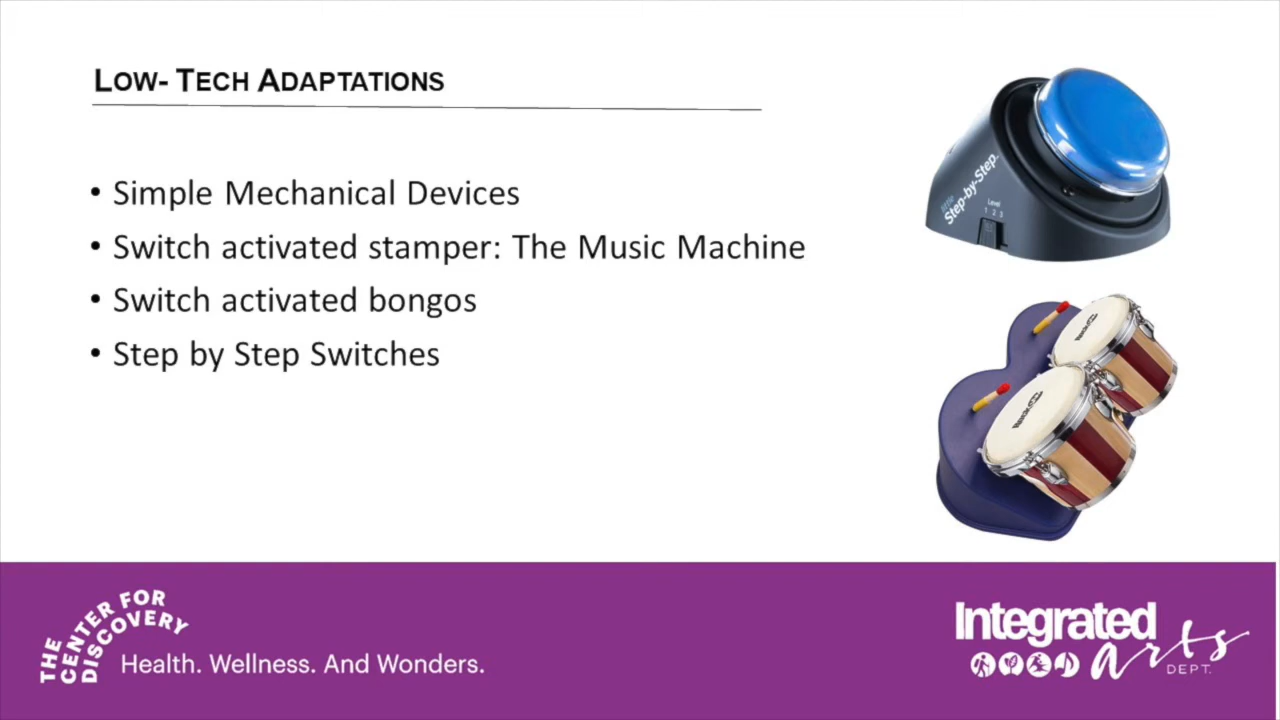 LOW- TECH ADAPTATIONS
• Simple Mechanical Devices
• Switch activated stamper: The Music Machine
• Switch activated bongos
• Step by Step Switches
little
Step-by-Step
Level
1 2 3
THE
CENTER FOR
DISCOVERY
Health. Wellness. And Wonders.
Integrated
arts
DEPT.